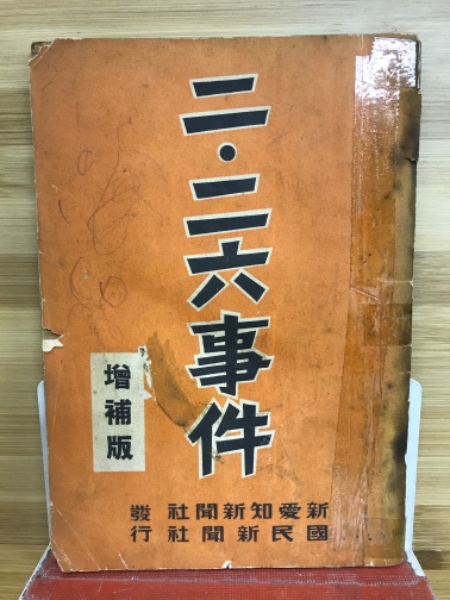 二・二六事件
增補版
新愛知新聞社
國民新聞社
發行